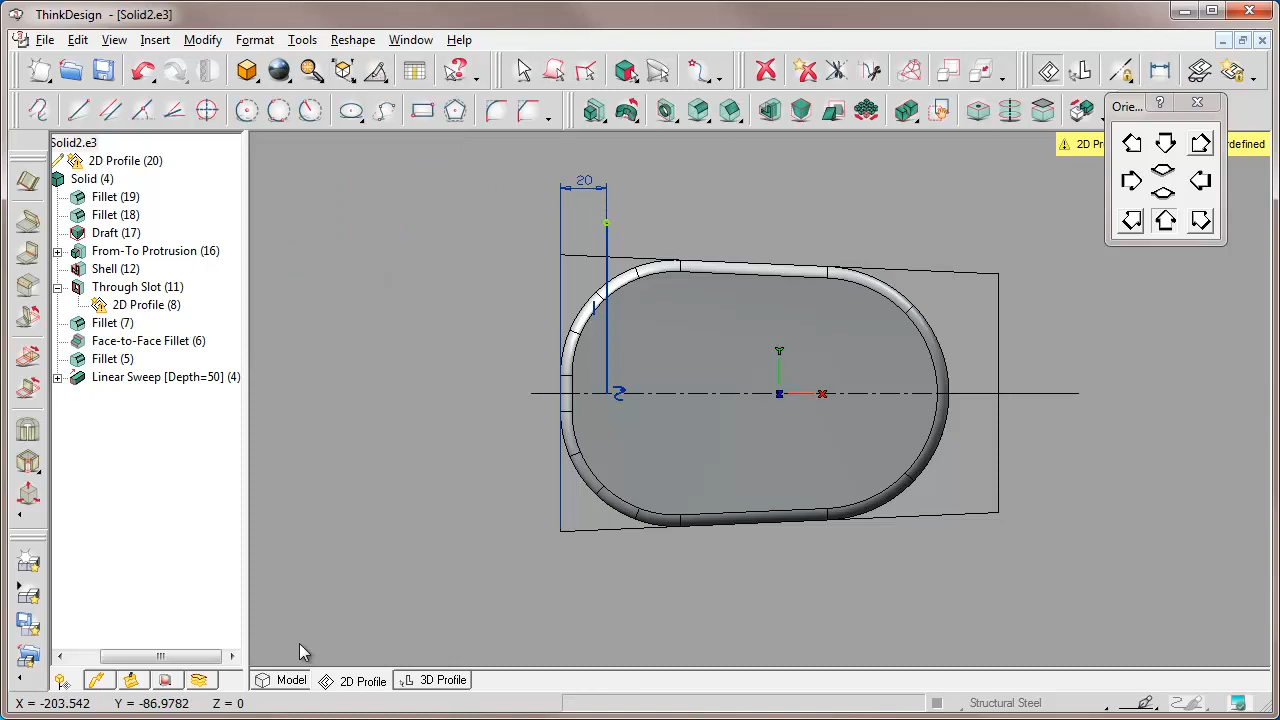 ThinkDesign - [Solid2.e3]
File Edit View Insert Modify Format Tools Reshape Window Help
Orie...
Solid2.e3
2D Profile (20)
Solid (4)
Fillet (19)
Fillet (18)
Draft (17)
From-To Protrusion (16)
Shell (12)
Through Slot (11)
2D Profile (8)
Fillet (7)
Face-to-Face Fillet (6)
Fillet (5)
Linear Sweep [Depth=50] (4)
2D Pr
defined
20
Y
X
Model 2D Profile 3D Profile
X = -203.542 Y = -86.9782 Z = 0
Structural Steel